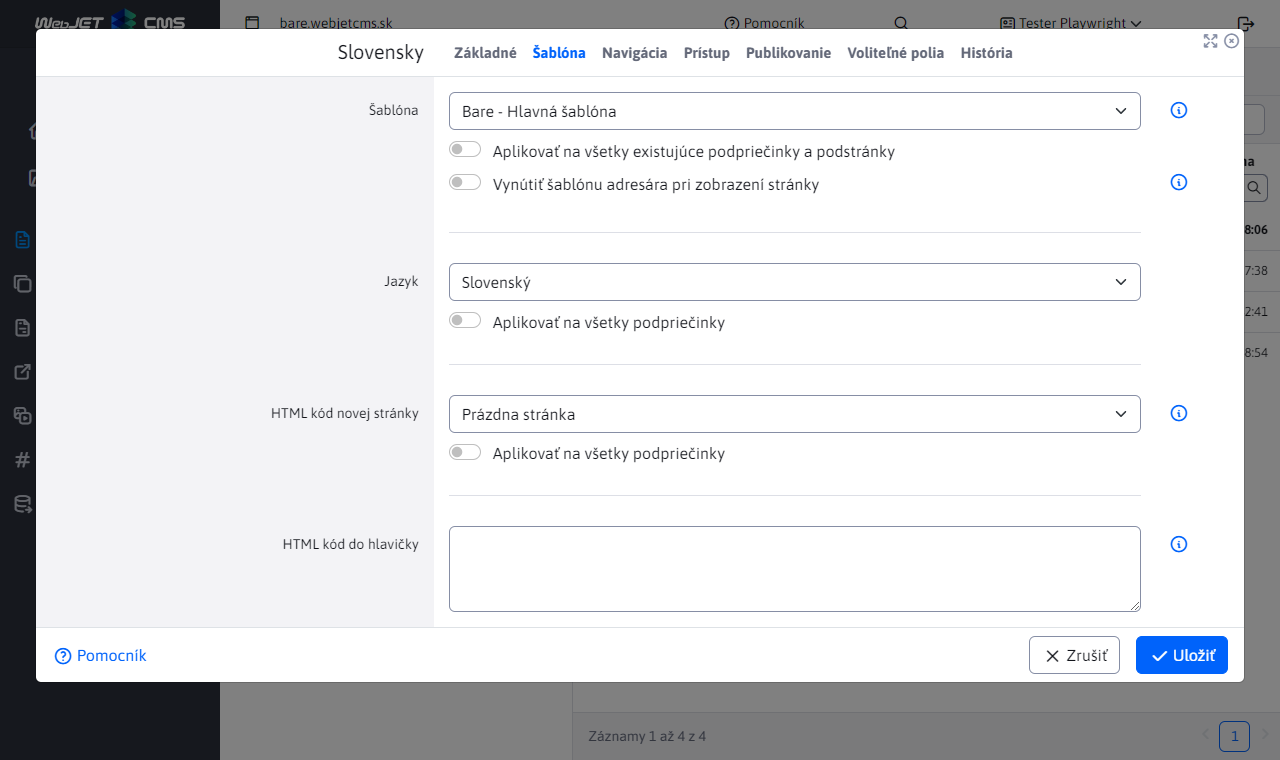 WebJET CMS
bare.webjetcms.sk
Pomocník
Tester Playwright
Slovensky
Základné
Šablóna
Navigácia
Prístup
Publikovanie
Voliteľné polia
História
Šablóna
Bare - Hlavná šablóna
Aplikovať na všetky existujúce podpriečinky a podstránky
Vynútiť šablónu adresára pri zobrazení stránky
Jazyk
Slovenský
Aplikovať na všetky podpriečinky
HTML kód novej stránky
Prázdna stránka
Aplikovať na všetky podpriečinky
HTML kód do hlavičky
Pomocník
Zrušiť
Uložiť
8:06
7:38
2:41
8:54
Záznamy 1 až 4 z 4
1